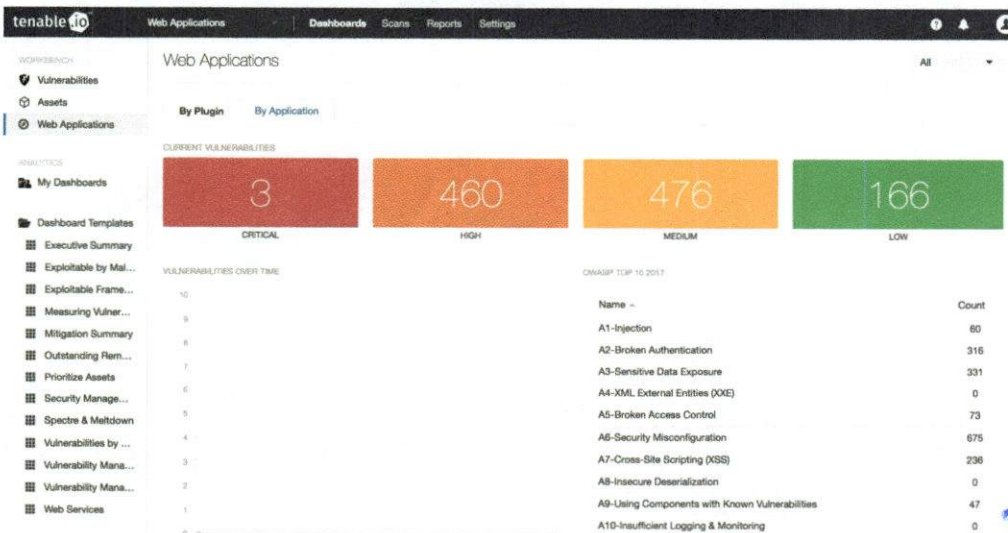 tenable.io Web Applications Dashboards Scans Reports Settings
WORKBENCH
Vulnerabilities
Assets
Web Applications
ANALYTICS
My Dashboards
Dashboard Templates
Executive Summary
Exploitable by Mal...
Exploitable Frame...
Measuring Vulner...
Mitigation Summary
Outstanding Rem...
Prioritize Assets
Security Manage...
Spectre & Meltdown
Vulnerabilities by ...
Vulnerability Mana...
Vulnerability Mana...
Web Services
Web Applications
All
By Plugin By Application
CURRENT VULNERABILITIES
3 460 476 166
CRITICAL HIGH MEDIUM LOW
VULNERABILITIES OVER TIME
10
9
8
7
6
5
4
3
2
1
0
OWASP TOP 10 2017
Name Count
A1-Injection 60
A2-Broken Authentication 316
A3-Sensitive Data Exposure 331
A4-XML External Entities (XXE) 0
A5-Broken Access Control 73
A6-Security Misconfiguration 675
A7-Cross-Site Scripting (XSS) 236
A8-Insecure Deserialization 0
A9-Using Components with Known Vulnerabilities 47
A10-Insufficient Logging & Monitoring 0